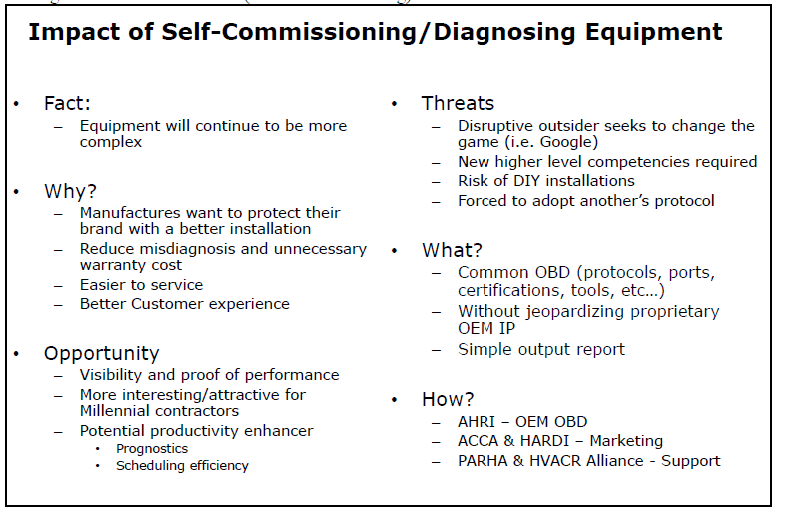 Impact of Self-Commissioning/Diagnosing Equipment
• Fact:
– Equipment will continue to be more
complex
• Why?
– Manufactures want to protect their
brand with a better installation
– Reduce misdiagnosis and unnecessary
warranty cost
– Easier to service
– Better Customer experience
• Opportunity
– Visibility and proof of performance
– More interesting/attractive for
Millennial contractors
– Potential productivity enhancer
• Prognostics
• Scheduling efficiency
• Threats
– Disruptive outsider seeks to change the
game (i.e. Google)
– New higher level competencies required
– Risk of DIY installations
– Forced to adopt another’s protocol
• What?
– Common OBD (protocols, ports,
certifications, tools, etc…)
– Without jeopardizing proprietary
OEM IP
– Simple output report
• How?
– AHRI – OEM OBD
– ACCA & HARDI – Marketing
– PARHA & HVACR Alliance - Support